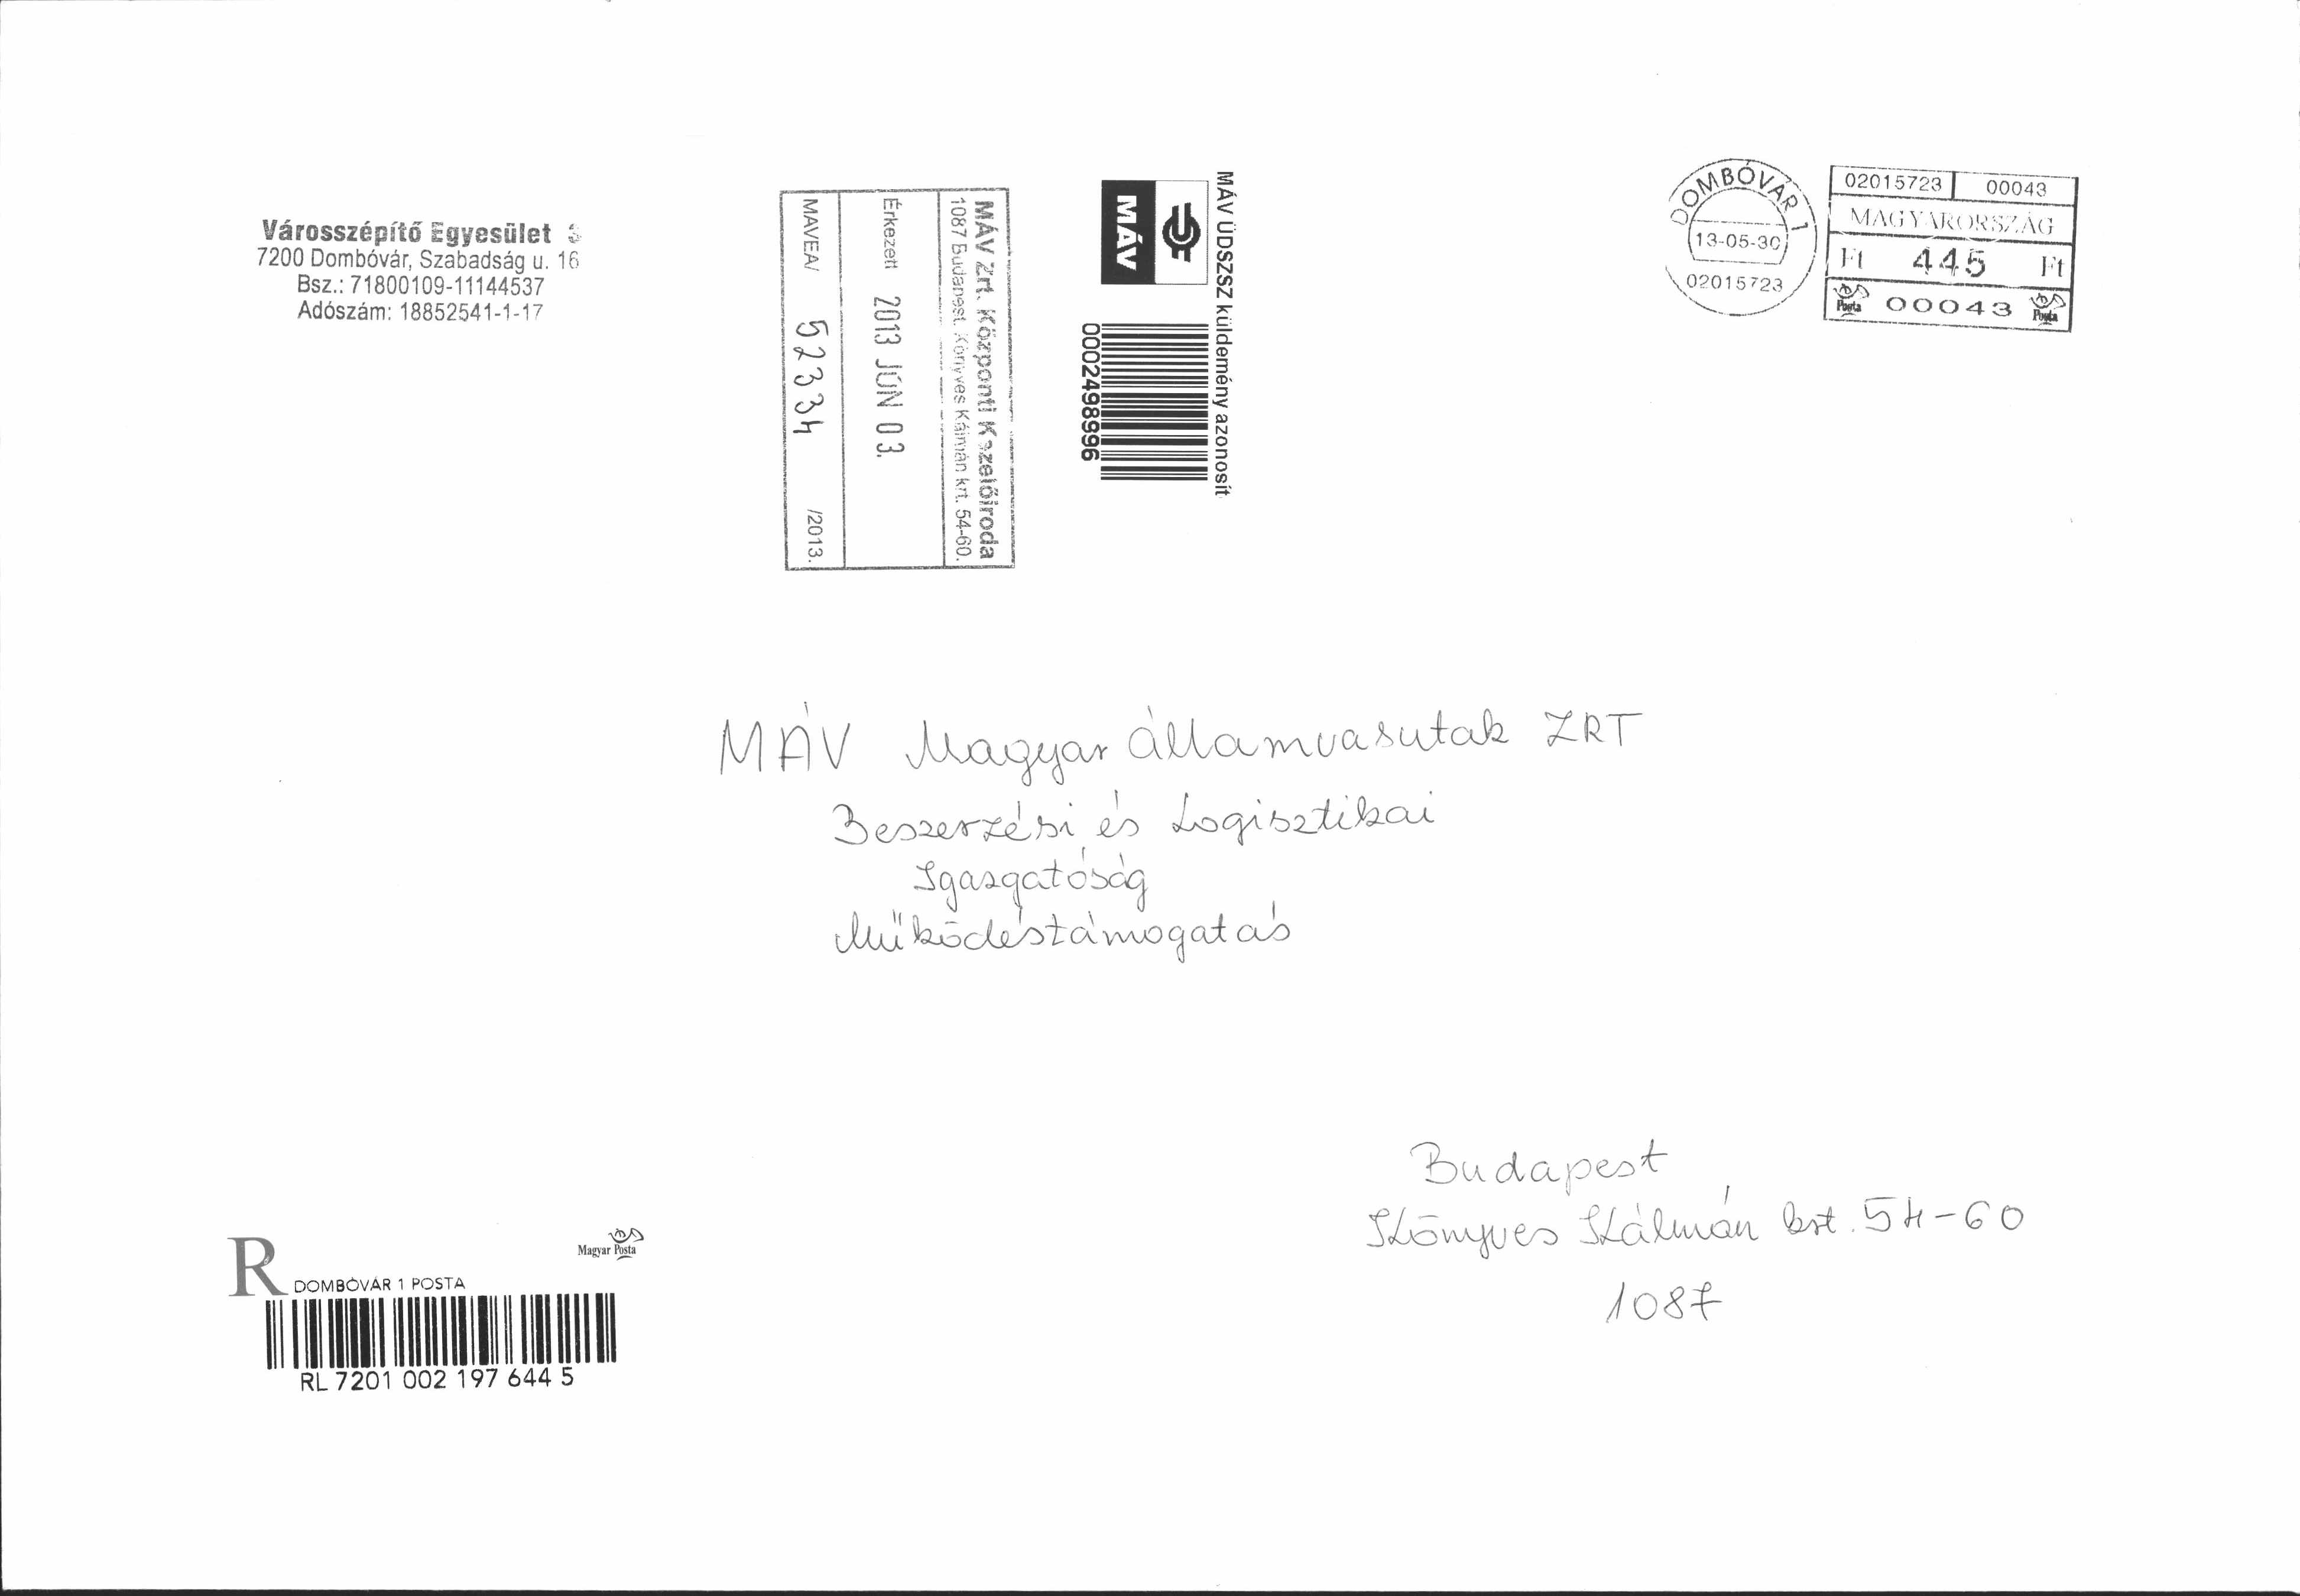 Városszépítő Egyesület
7200 Dombóvár, Szabadság u. 16
Bsz.: 71800109-11144537
Adószám: 18852541-1-17
MÁV Zrt. Központi Kezelőiroda
1087 Budapest, Könyves Kálmán krt. 54-60.
Érkezett 2013 JÚN 03.
MAVEA/ 52334 /2013.
MÁV ÜDSZSZ küldemény azonosít
MÁV
0002498996
DOMBÓVÁR 1
13-05-30
02015723
02015723 00043
MAGYARORSZÁG
Ft 445 Ft
Posta 00043 Posta
MÁV Magyar Államvasutak ZRT
Beszerzési és Logisztikai
Igazgatóság
Működéstámogatás
Budapest
Könyves Kálmán krt. 54-60
1087
R
Magyar Posta
DOMBÓVÁR 1 POSTA
RL 7201 002 197 644 5